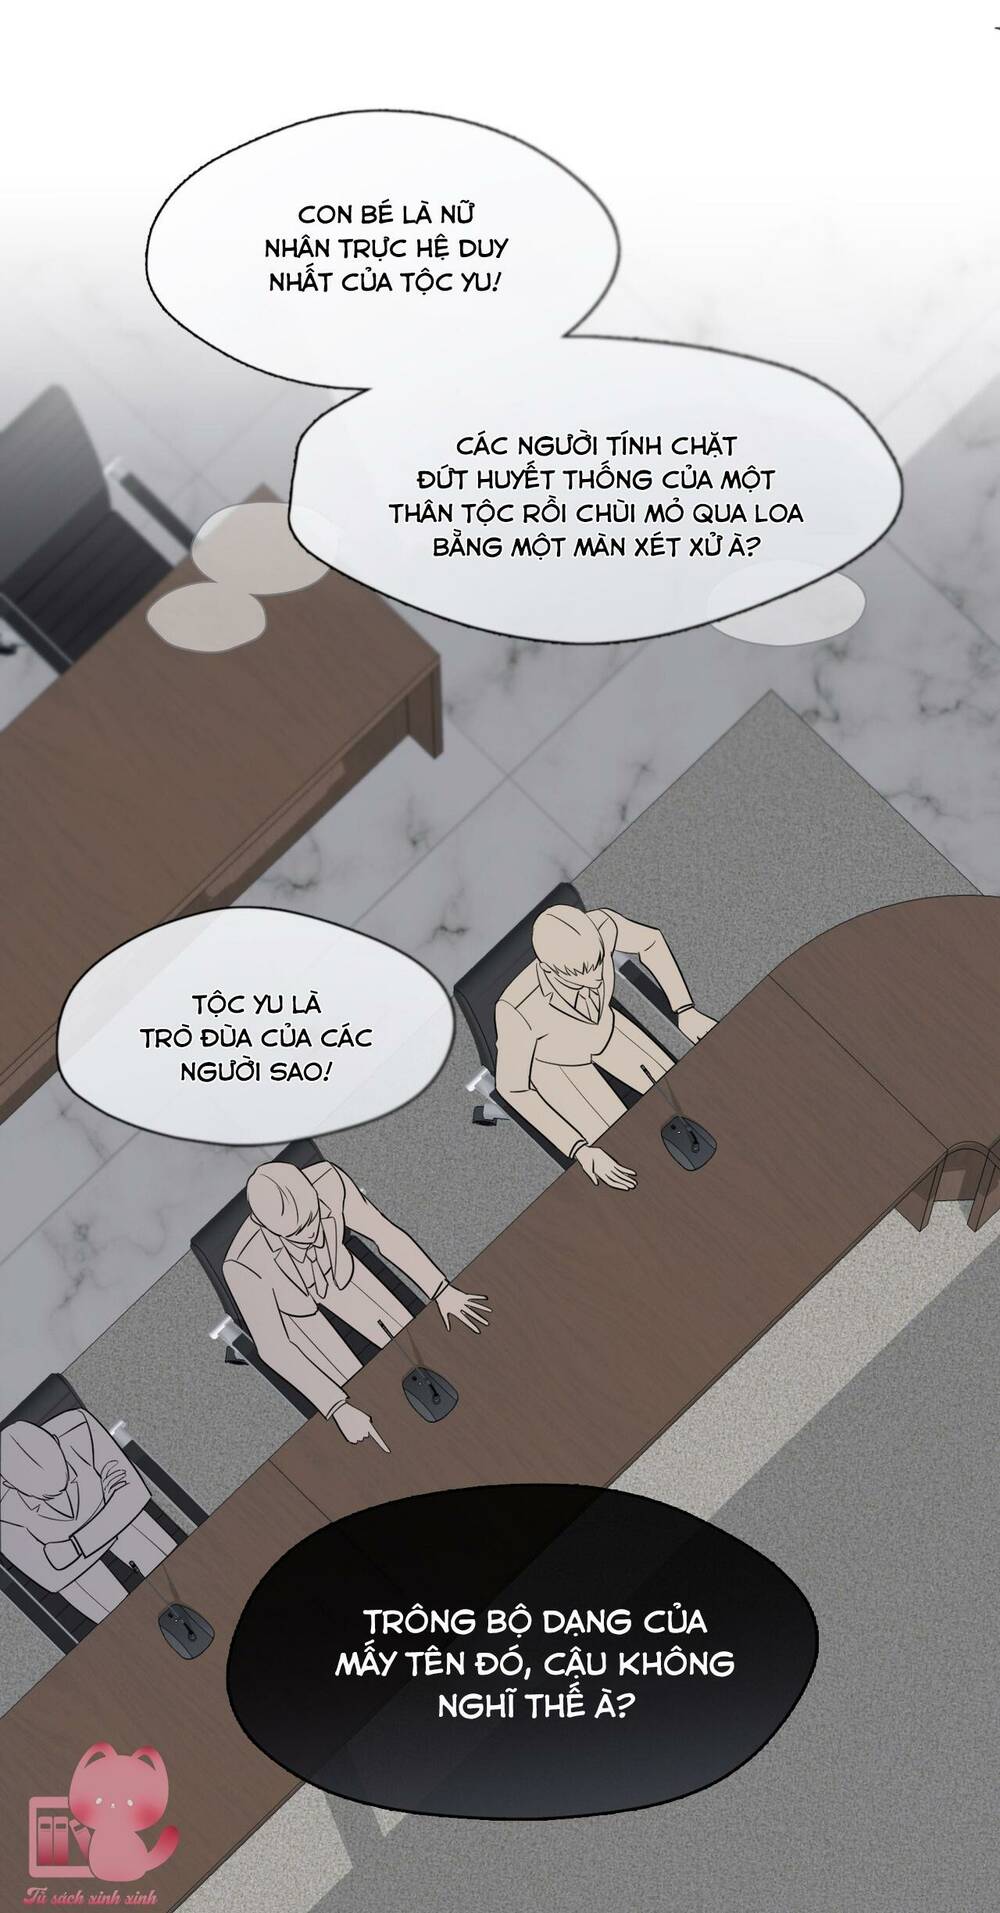 CON BÉ LÀ NỮ
NHÂN TRỰC HỆ DUY
NHẤT CỦA TỘC YU!
CÁC NGƯỜI TÍNH CHẶT
ĐỨT HUYẾT THỐNG CỦA MỘT
THÂN TỘC RỒI CHÙI MỎ QUA LOA
BẰNG MỘT MÀN XÉT XỬ À?
TỘC YU LÀ
TRÒ ĐÙA CỦA CÁC
NGƯỜI SAO!
TRÔNG BỘ DẠNG CỦA
MẤY TÊN ĐÓ, CẬU KHÔNG
NGHĨ THẾ À?
Tủ sách xinh xinh